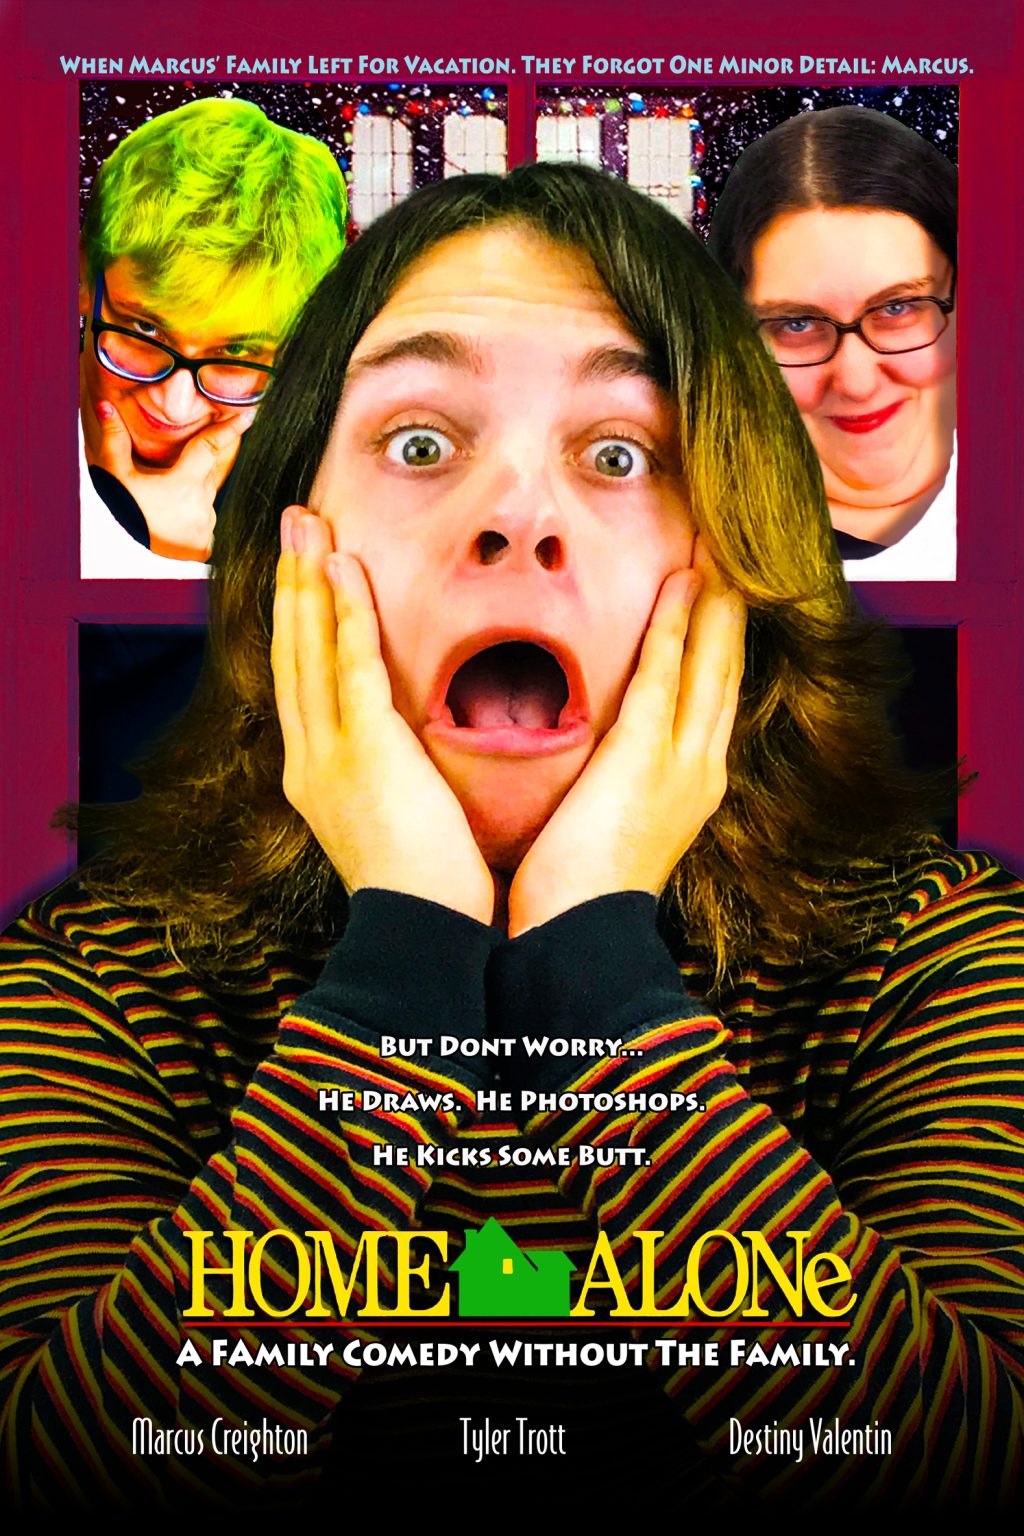 When Marcus' Family Left For Vacation. They Forgot One Minor Detail: Marcus.
But Dont Worry...
He Draws. He Photoshops.
He Kicks Some Butt.
HOME ALONe
A FAmily Comedy Without The Family.
Marcus Creighton Tyler Trott Destiny Valentin